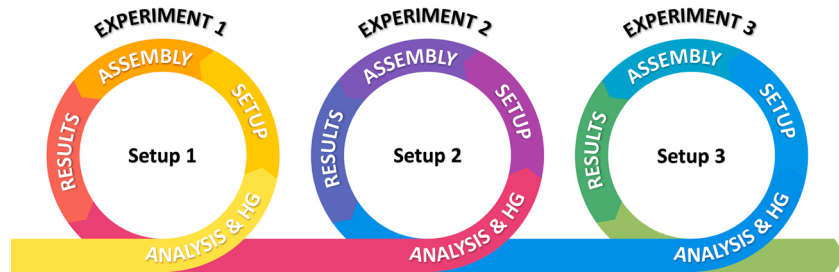 EXPERIMENT 1
ASSEMBLY
SETUP
RESULTS
Setup 1
ANALYSIS & HG
EXPERIMENT 2
ASSEMBLY
SETUP
RESULTS
Setup 2
ANALYSIS & HG
EXPERIMENT 3
ASSEMBLY
SETUP
RESULTS
Setup 3
ANALYSIS & HG